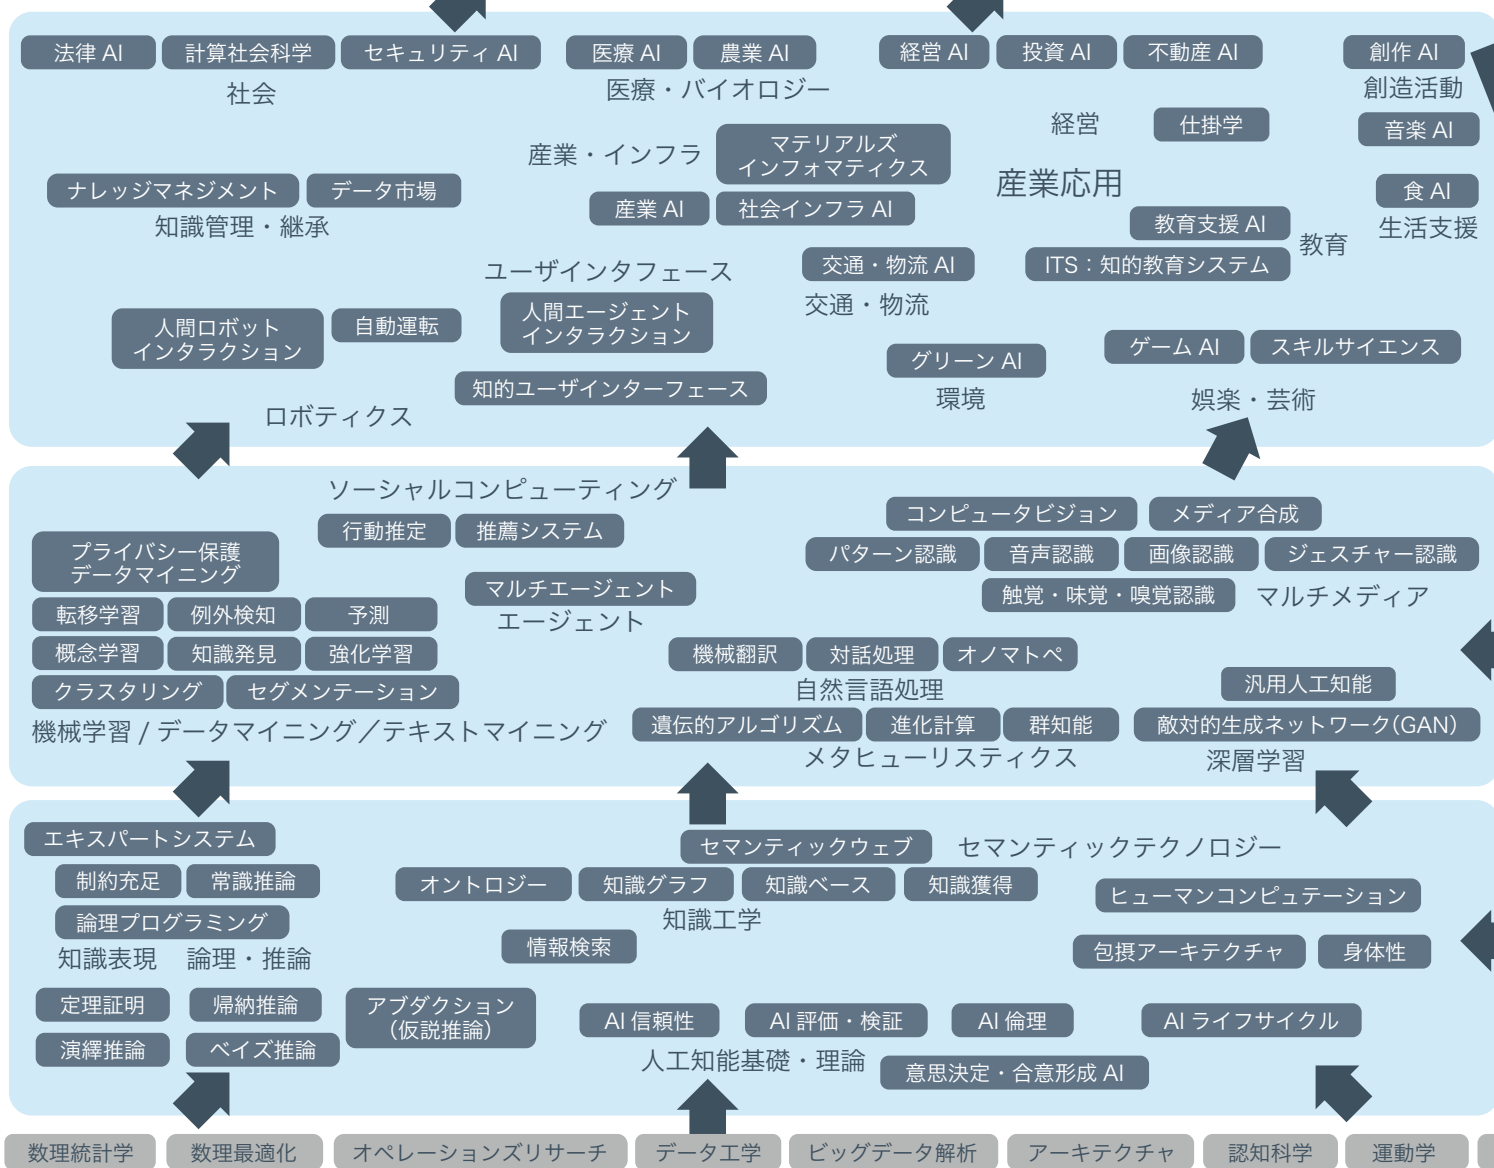 法律 AI
計算社会科学
セキュリティ AI
医療 AI
農業 AI
経営 AI
投資 AI
不動産 AI
創作 AI
社会
医療・バイオロジー
創造活動
経営
仕掛学
音楽 AI
産業・インフラ
マテリアルズ
インフォマティクス
産業応用
ナレッジマネジメント
データ市場
食 AI
産業 AI
社会インフラ AI
知識管理・継承
教育支援 AI
教育
生活支援
ユーザインタフェース
交通・物流 AI
ITS：知的教育システム
交通・物流
人間ロボット
インタラクション
自動運転
人間エージェント
インタラクション
グリーン AI
ゲーム AI
スキルサイエンス
知的ユーザインターフェース
環境
娯楽・芸術
ロボティクス
ソーシャルコンピューティング
行動推定
推薦システム
コンピュータビジョン
メディア合成
プライバシー保護
データマイニング
パターン認識
音声認識
画像認識
ジェスチャー認識
マルチエージェント
エージェント
触覚・味覚・嗅覚認識
マルチメディア
転移学習
例外検知
予測
概念学習
知識発見
強化学習
機械翻訳
対話処理
オノマトペ
クラスタリング
セグメンテーション
自然言語処理
汎用人工知能
機械学習 / データマイニング／テキストマイニング
遺伝的アルゴリズム
進化計算
群知能
敵対的生成ネットワーク(GAN)
メタヒューリスティクス
深層学習
エキスパートシステム
セマンティックウェブ
セマンティックテクノロジー
制約充足
常識推論
オントロジー
知識グラフ
知識ベース
知識獲得
ヒューマンコンピュテーション
論理プログラミング
知識工学
知識表現
論理・推論
情報検索
包摂アーキテクチャ
身体性
定理証明
帰納推論
アブダクション
（仮説推論）
AI 信頼性
AI 評価・検証
AI 倫理
AI ライフサイクル
演繹推論
ベイズ推論
人工知能基礎・理論
意思決定・合意形成 AI
数理統計学
数理最適化
オペレーションズリサーチ
データ工学
ビッグデータ解析
アーキテクチャ
認知科学
運動学